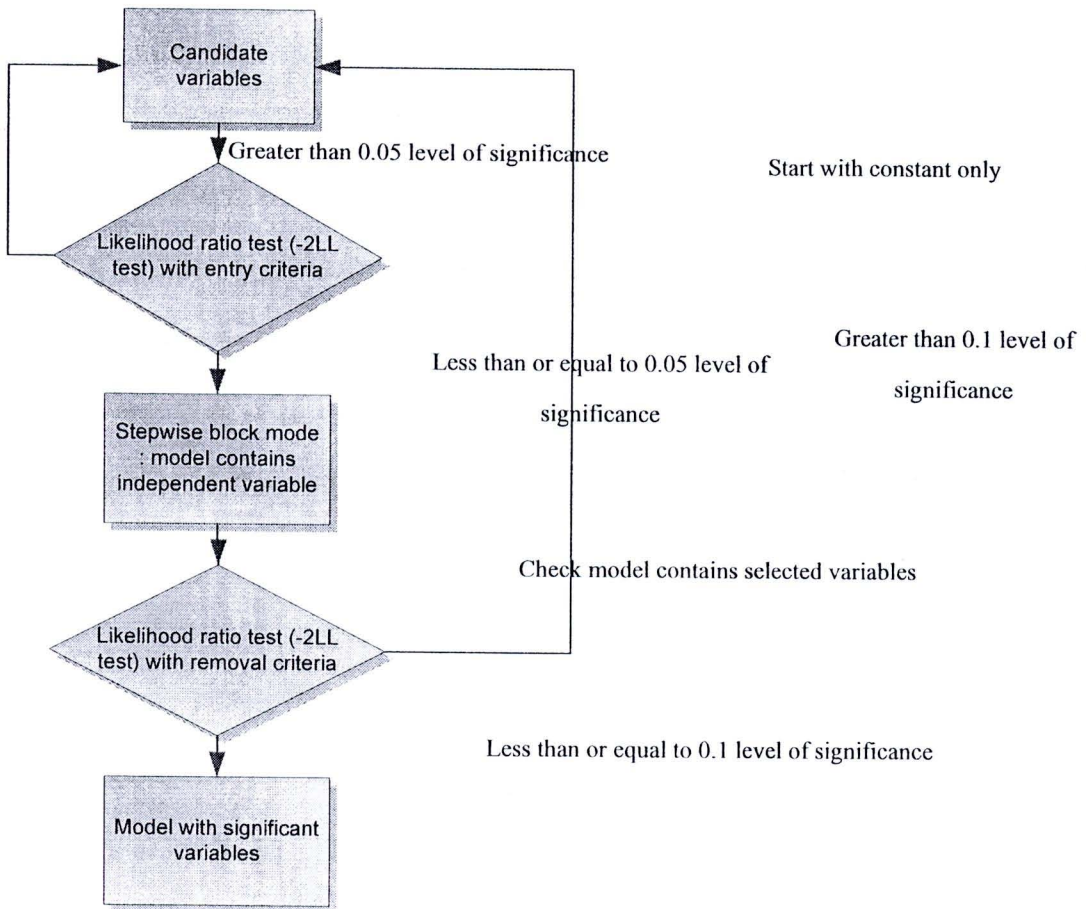 Candidate
variables
Greater than 0.05 level of significance
Start with constant only
Likelihood ratio test (-2LL
test) with entry criteria
Less than or equal to 0.05 level of
significance
Greater than 0.1 level of
significance
Stepwise block mode
: model contains
independent variable
Check model contains selected variables
Likelihood ratio test (-2LL
test) with removal criteria
Less than or equal to 0.1 level of significance
Model with significant
variables